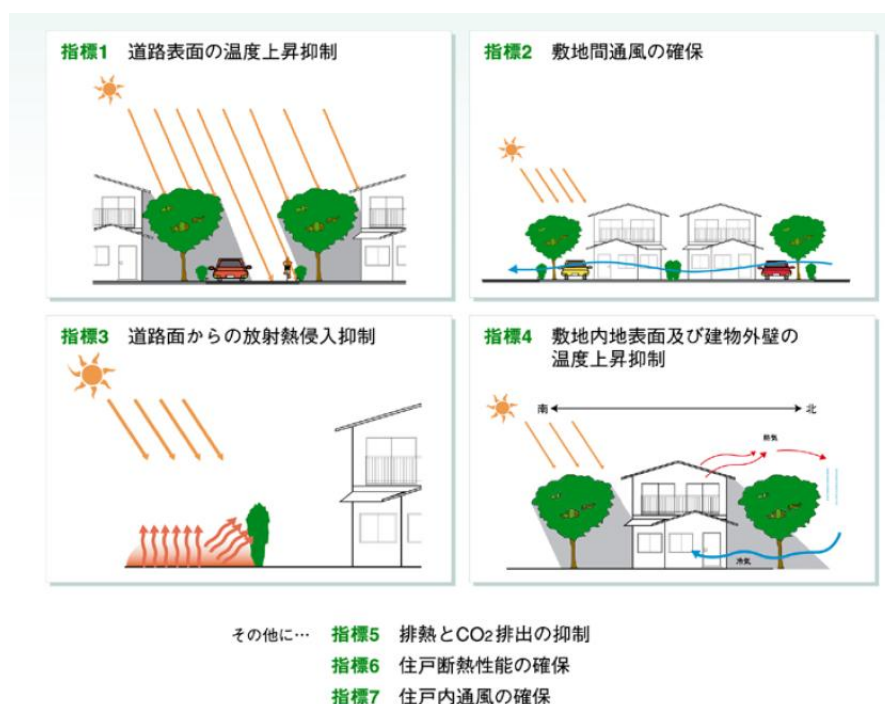 指標1 道路表面の温度上昇抑制
指標2 敷地間通風の確保
指標3 道路面からの放射熱侵入抑制
指標4 敷地内地表面及び建物外壁の
温度上昇抑制
南
北
熱気
冷気
その他に… 指標5 排熱とCO2排出の抑制
指標6 住戸断熱性能の確保
指標7 住戸内通風の確保